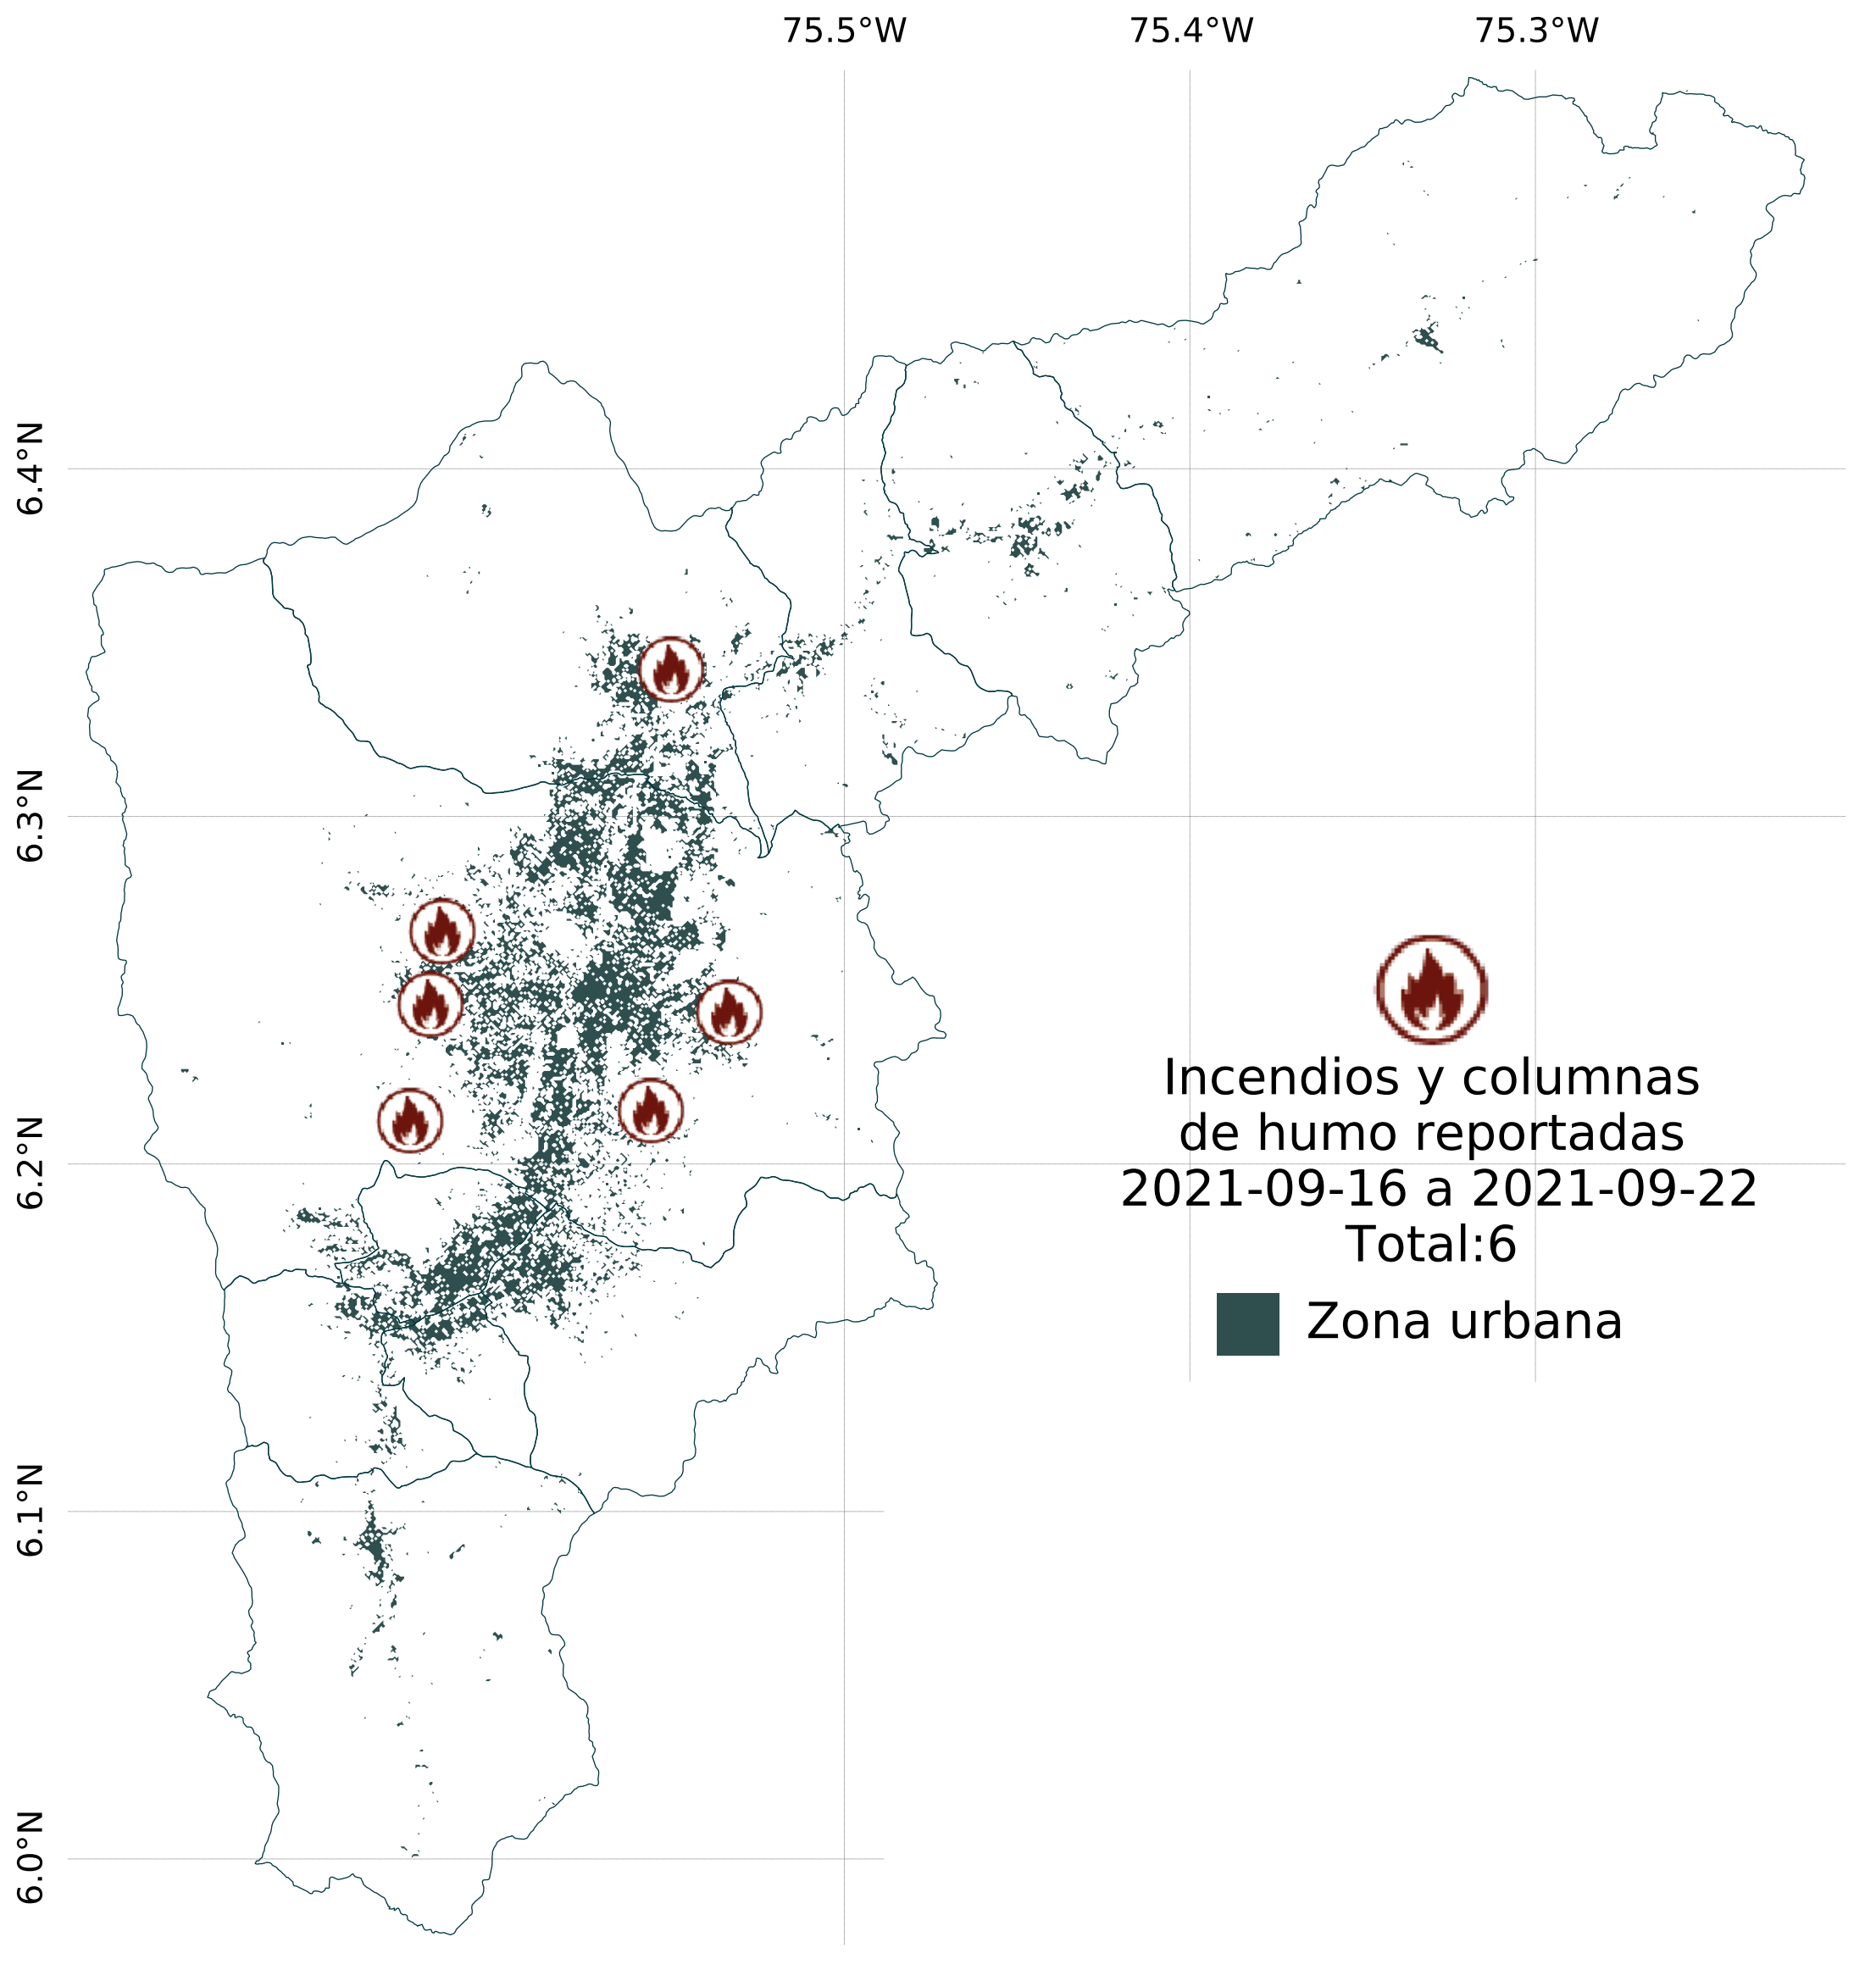 75.5°W 75.4°W 75.3°W
6.4°N
6.3°N
6.2°N
6.1°N
6.0°N
Incendios y columnas
de humo reportadas
2021-09-16 a 2021-09-22
Total:6
Zona urbana